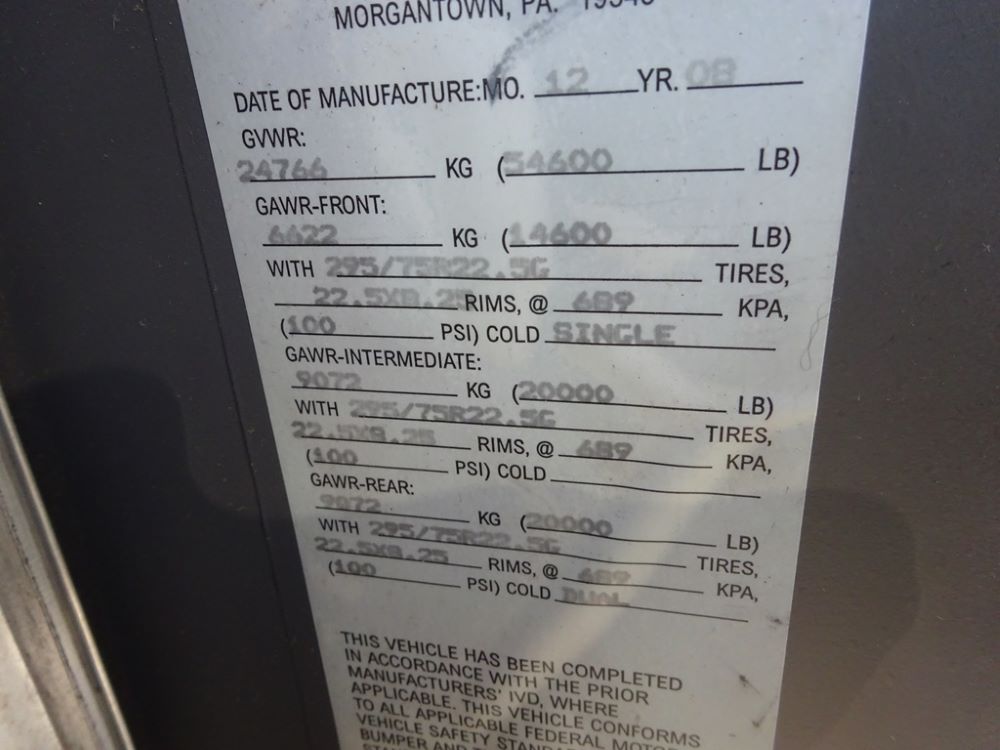 MORGANTOWN, PA.
DATE OF MANUFACTURE:MO. 12 YR. 08
GVWR:
24766 KG (54600 LB)
GAWR-FRONT:
6622 KG (14600 LB)
WITH 295/75R22.5G TIRES,
22.5X8.25 RIMS, @ 689 KPA,
(100 PSI) COLD SINGLE
GAWR-INTERMEDIATE:
9072 KG (20000 LB)
WITH 295/75R22.5G TIRES,
22.5X8.25 RIMS, @ 689 KPA,
(100 PSI) COLD
GAWR-REAR:
9072 KG (20000 LB)
WITH 295/75R22.5G TIRES,
22.5X8.25 RIMS, @ 689 KPA,
(100 PSI) COLD DUAL
THIS VEHICLE HAS BEEN COMPLETED
IN ACCORDANCE WITH THE PRIOR
MANUFACTURERS' IVD, WHERE
APPLICABLE. THIS VEHICLE CONFORMS
TO ALL APPLICABLE FEDERAL MOTOR
VEHICLE SAFETY
BUMPER AND